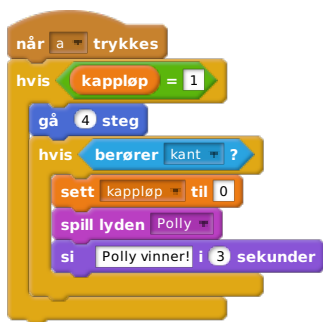 når a trykkes
hvis kappløp = 1
gå 4 steg
hvis berører kant ?
sett kappløp til 0
spill lyden Polly
si Polly vinner! i 3 sekunder